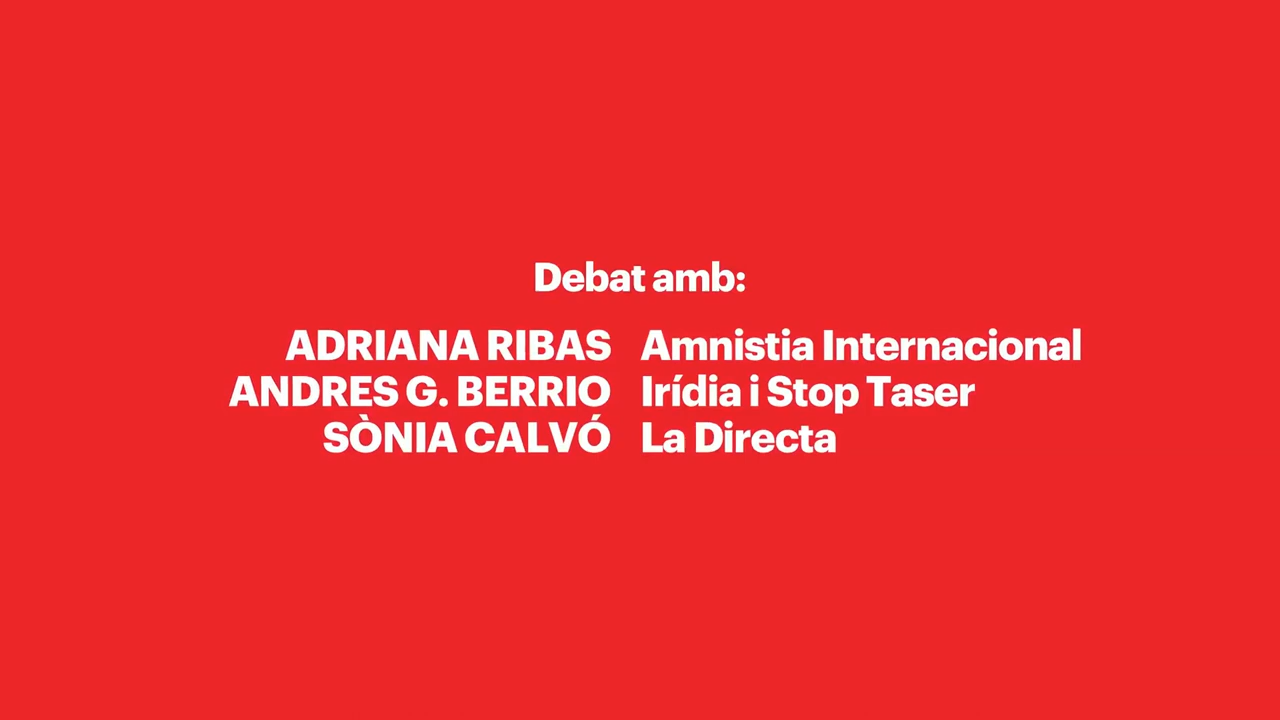 Debat amb:
ADRIANA RIBAS Amnistia Internacional
ANDRES G. BERRIO Irídia i Stop Taser
SÒNIA CALVÓ La Directa